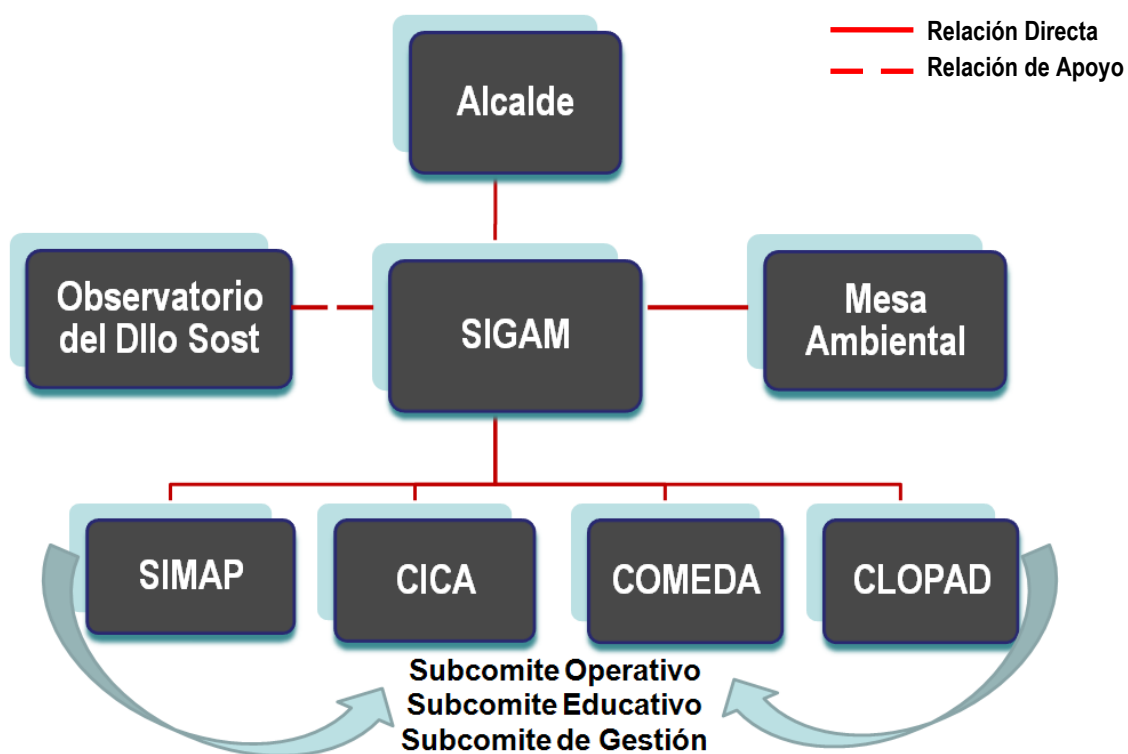 Relación Directa
Relación de Apoyo
Alcalde
Observatorio
del Dllo Sost
SIGAM
Mesa
Ambiental
SIMAP
CICA
COMEDA
CLOPAD
Subcomite Operativo
Subcomite Educativo
Subcomite de Gestión